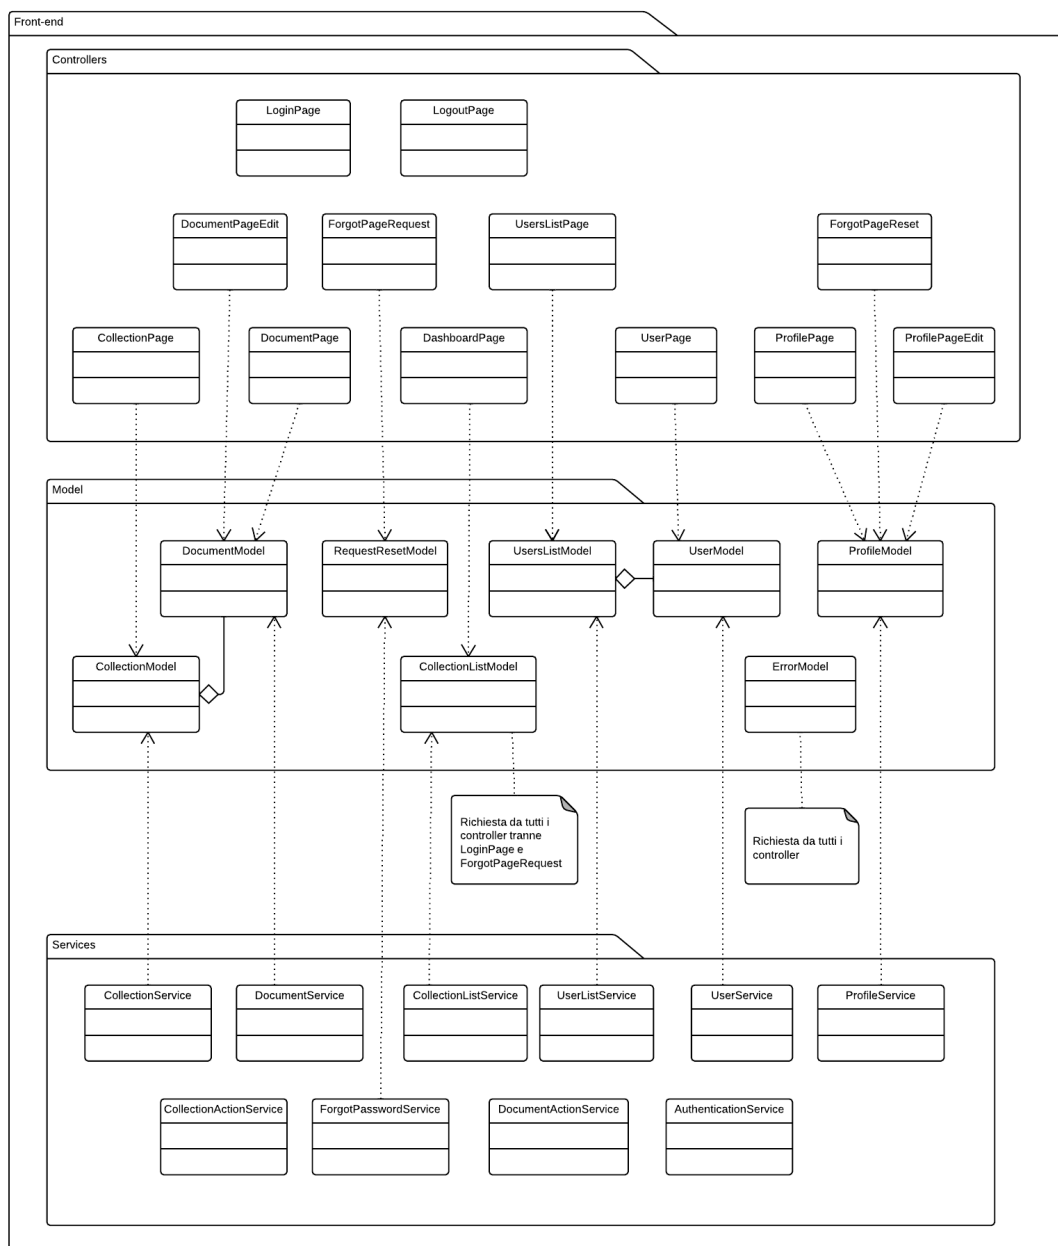 Front-end
Controllers
LoginPage
LogoutPage
DocumentPageEdit
ForgotPageRequest
UsersListPage
ForgotPageReset
CollectionPage
DocumentPage
DashboardPage
UserPage
ProfilePage
ProfilePageEdit
Model
DocumentModel
RequestResetModel
UsersListModel
UserModel
ProfileModel
CollectionModel
CollectionListModel
ErrorModel
Richiesta da tutti i
controller tranne
LoginPage e
ForgotPageRequest
Richiesta da tutti i
controller
Services
CollectionService
DocumentService
CollectionListService
UserListService
UserService
ProfileService
CollectionActionService
ForgotPasswordService
DocumentActionService
AuthenticationService